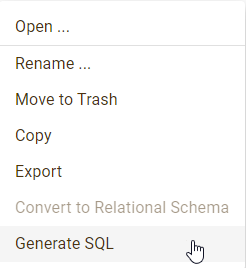 Open ...
Rename ...
Move to Trash
Copy
Export
Convert to Relational Schema
Generate SQL